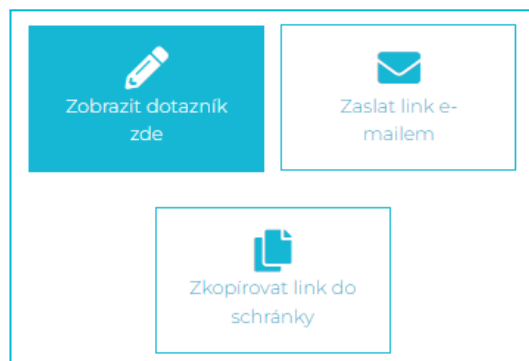 Zobrazit dotazník
zde
Zaslat link e-
mailem
Zkopírovat link do
schránky